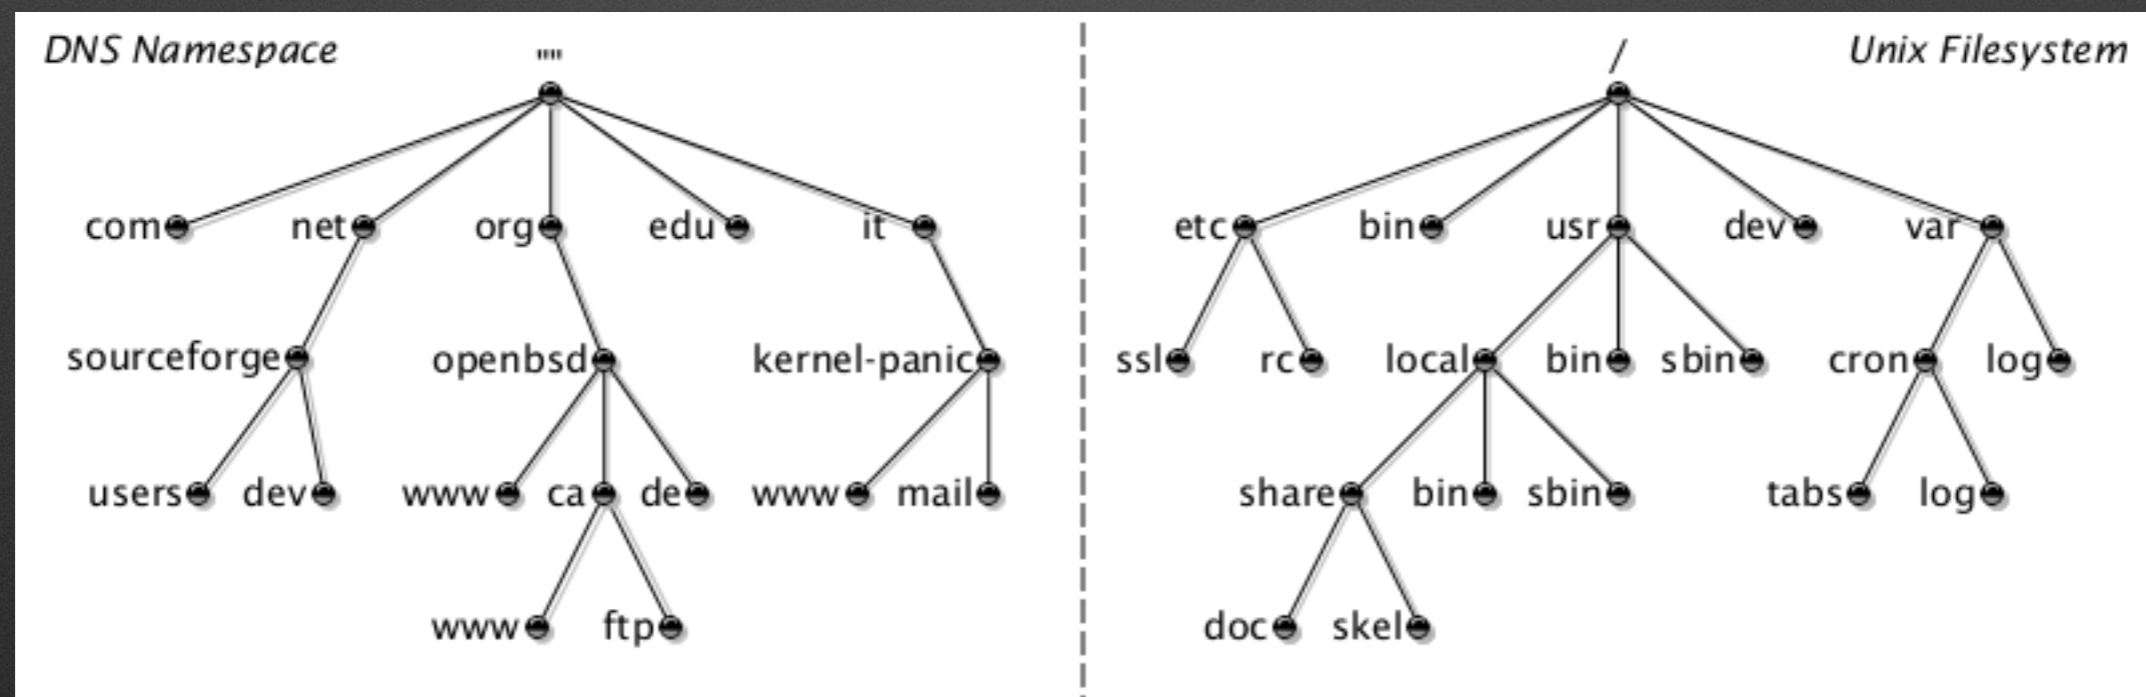 DNS Namespace "" / Unix Filesystem
com net org edu it etc bin usr dev var
sourceforge openbsd kernel-panic ssl rc local bin sbin cron log
users dev www ca de www mail share bin sbin tabs log
www ftp doc skel